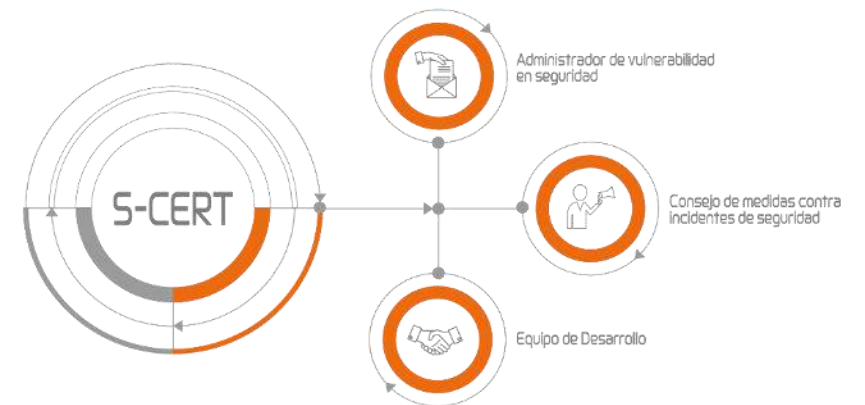 S-CERT
Administrador de vulnerabilidad
en seguridad
Consejo de medidas contra
incidentes de seguridad
Equipo de Desarrollo